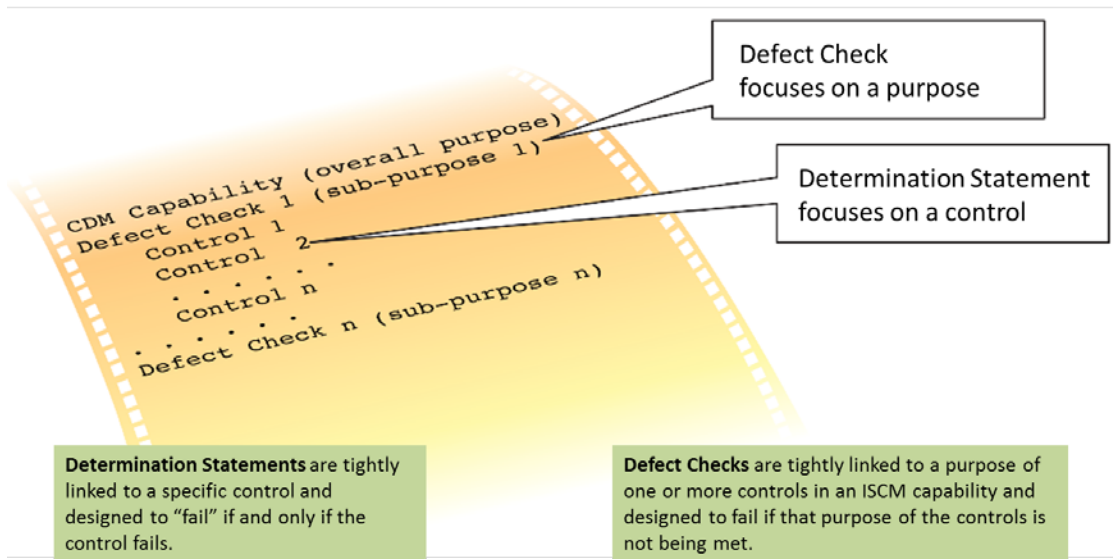 Defect Check
focuses on a purpose
CDM Capability (overall purpose)
Defect Check 1 (sub-purpose 1)
Control 1
Control 2
. . . . . .
Control n
. . . . . .
Defect Check n (sub-purpose n)
Determination Statement
focuses on a control
Determination Statements are tightly
linked to a specific control and
designed to “fail” if and only if the
control fails.
Defect Checks are tightly linked to a purpose of
one or more controls in an ISCM capability and
designed to fail if that purpose of the controls is
not being met.